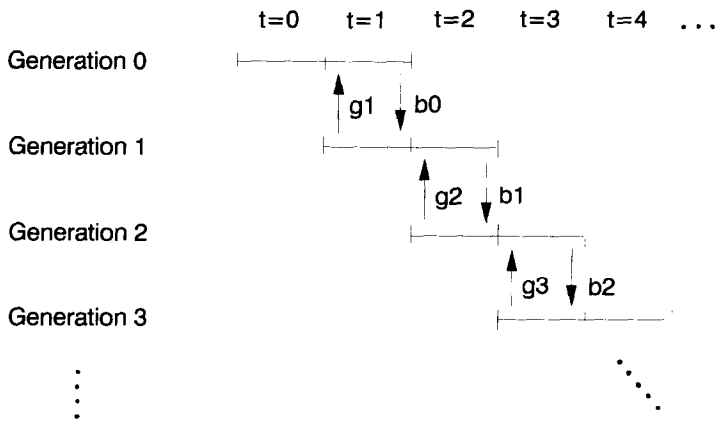 t=0 t=1 t=2 t=3 t=4 ...
Generation 0
g1 b0
Generation 1
g2 b1
Generation 2
g3 b2
Generation 3